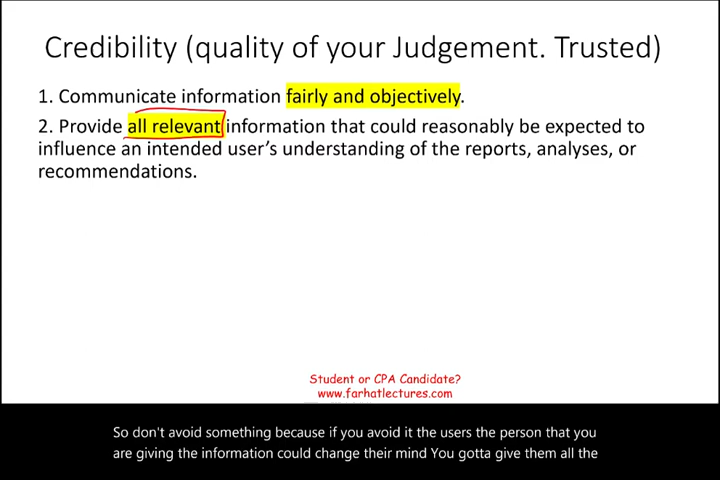 Credibility (quality of your Judgement. Trusted)
1. Communicate information fairly and objectively.
2. Provide all relevant information that could reasonably be expected to
influence an intended user's understanding of the reports, analyses, or
recommendations.
Student or CPA Candidate?
www.farhatlectures.com
So don't avoid something because if you avoid it the users the person that you
are giving the information could change their mind You gotta give them all the